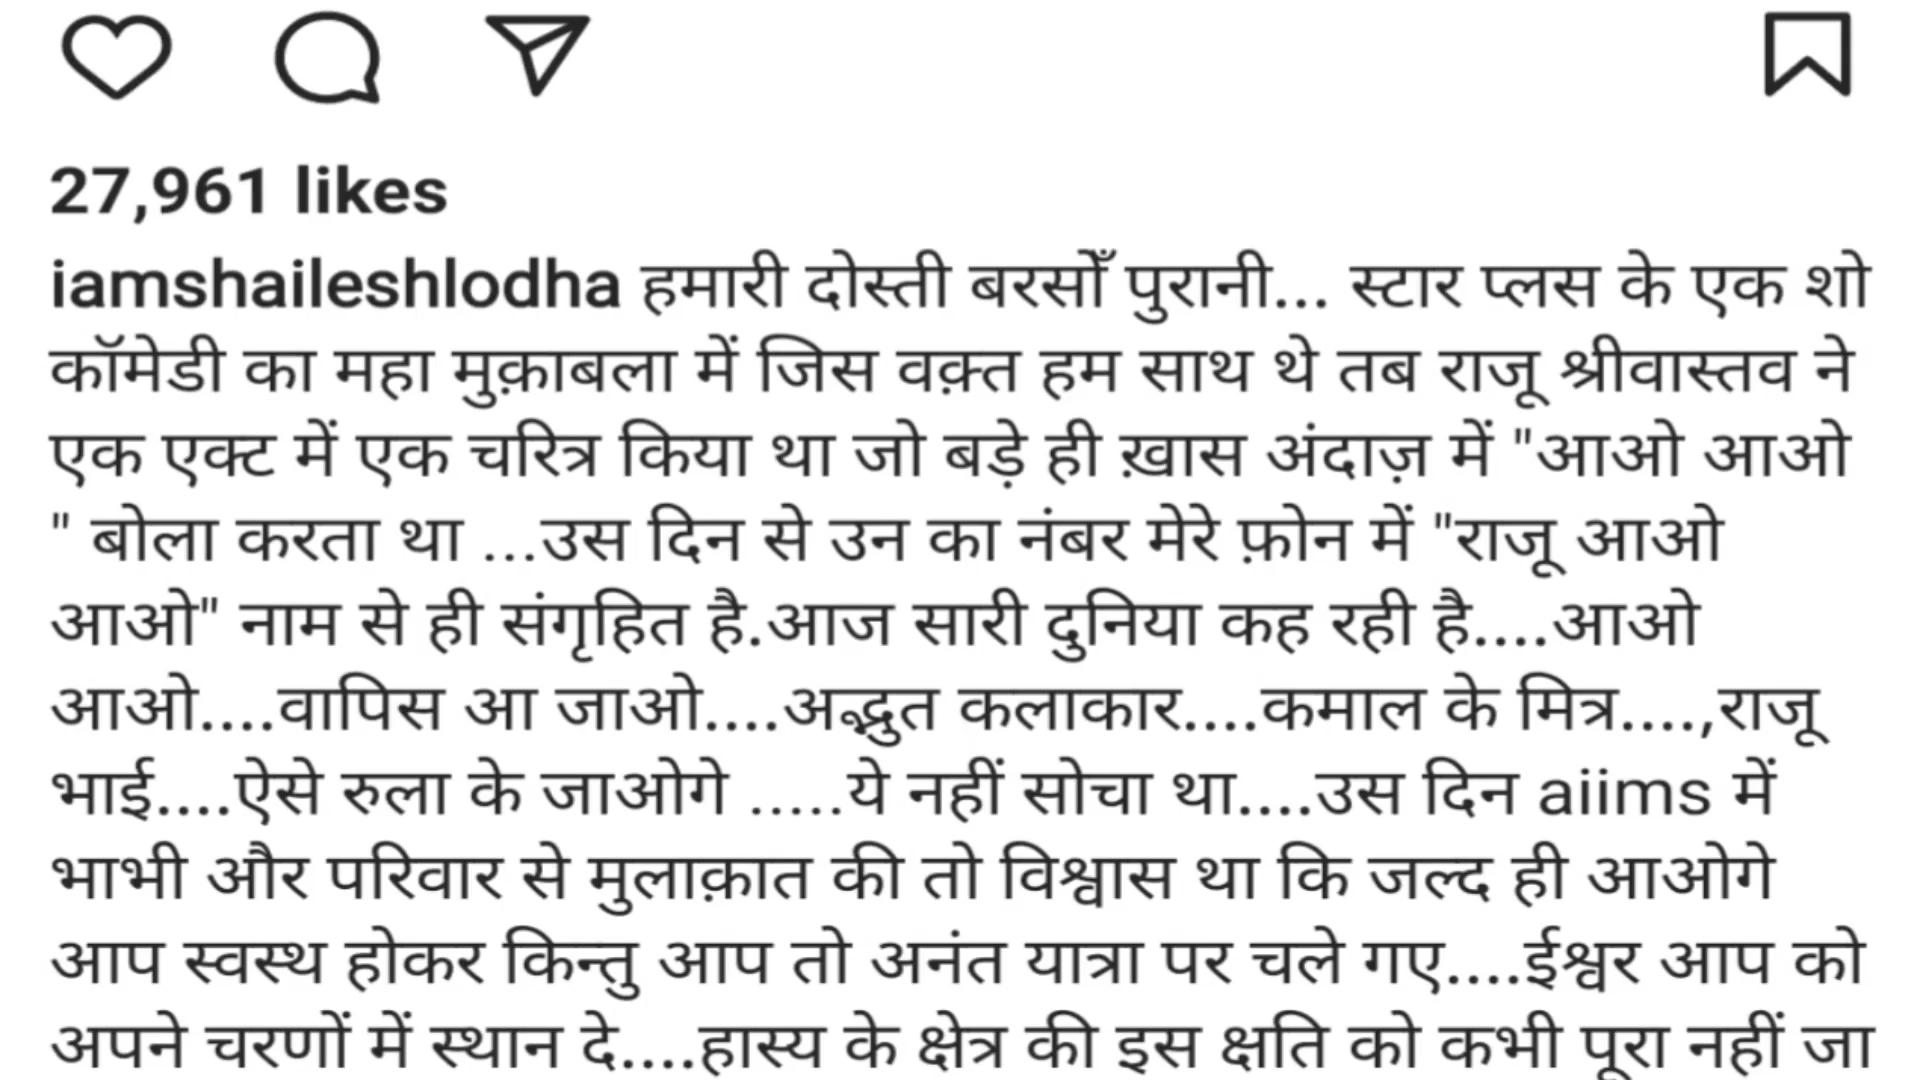 27,961 likes
iamshaileshlodha हमारी दोस्ती बरसोँ पुरानी... स्टार प्लस के एक शो
कॉमेडी का महा मुक़ाबला में जिस वक़्त हम साथ थे तब राजू श्रीवास्तव ने
एक एक्ट में एक चरित्र किया था जो बड़े ही ख़ास अंदाज़ में "आओ आओ
" बोला करता था ...उस दिन से उन का नंबर मेरे फ़ोन में "राजू आओ
आओ" नाम से ही संगृहित है.आज सारी दुनिया कह रही है....आओ
आओ....वापिस आ जाओ....अद्भुत कलाकार....कमाल के मित्र....,राजू
भाई....ऐसे रुला के जाओगे .....ये नहीं सोचा था....उस दिन aiims में
भाभी और परिवार से मुलाक़ात की तो विश्वास था कि जल्द ही आओगे
आप स्वस्थ होकर किन्तु आप तो अनंत यात्रा पर चले गए....ईश्वर आप को
अपने चरणों में स्थान दे....हास्य के क्षेत्र की इस क्षति को कभी पूरा नहीं जा